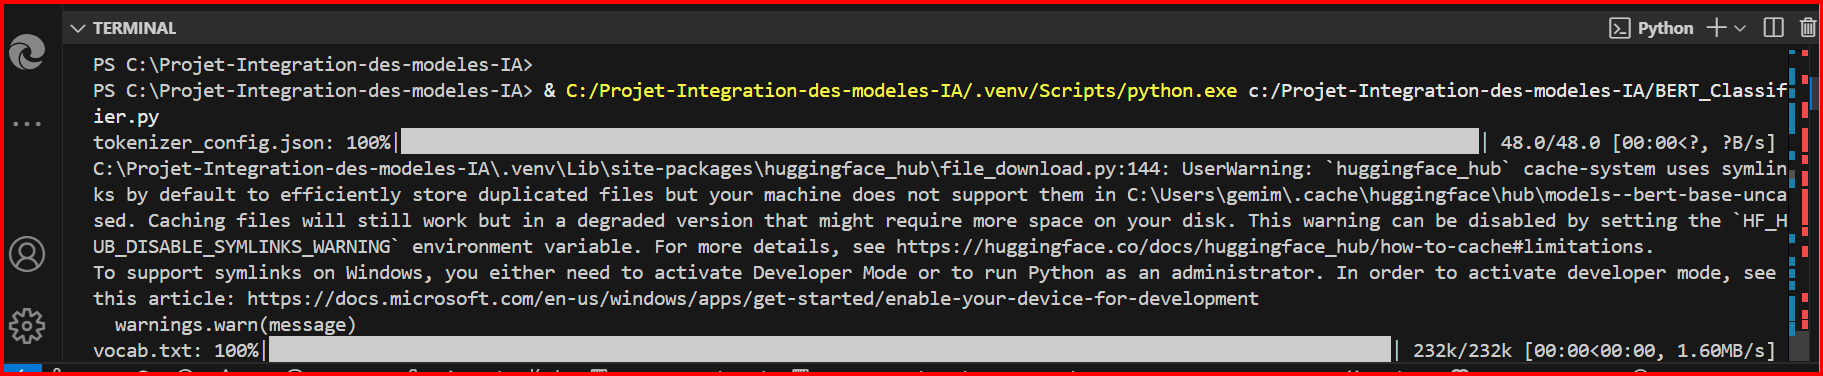 TERMINAL
Python
PS C:\Projet-Integration-des-modeles-IA>
PS C:\Projet-Integration-des-modeles-IA> & C:/Projet-Integration-des-modeles-IA/.venv/Scripts/python.exe c:/Projet-Integration-des-modeles-IA/BERT_Classif
ier.py
tokenizer_config.json: 100%| | 48.0/48.0 [00:00<?, ?B/s]
C:\Projet-Integration-des-modeles-IA\.venv\Lib\site-packages\huggingface_hub\file_download.py:144: UserWarning: `huggingface_hub` cache-system uses symlin
ks by default to efficiently store duplicated files but your machine does not support them in C:\Users\gemim\.cache\huggingface\hub\models--bert-base-unca
sed. Caching files will still work but in a degraded version that might require more space on your disk. This warning can be disabled by setting the `HF_H
UB_DISABLE_SYMLINKS_WARNING` environment variable. For more details, see https://huggingface.co/docs/huggingface_hub/how-to-cache#limitations.
To support symlinks on Windows, you either need to activate Developer Mode or to run Python as an administrator. In order to activate developer mode, see
this article: https://docs.microsoft.com/en-us/windows/apps/get-started/enable-your-device-for-development
  warnings.warn(message)
vocab.txt: 100%| | 232k/232k [00:00<00:00, 1.60MB/s]